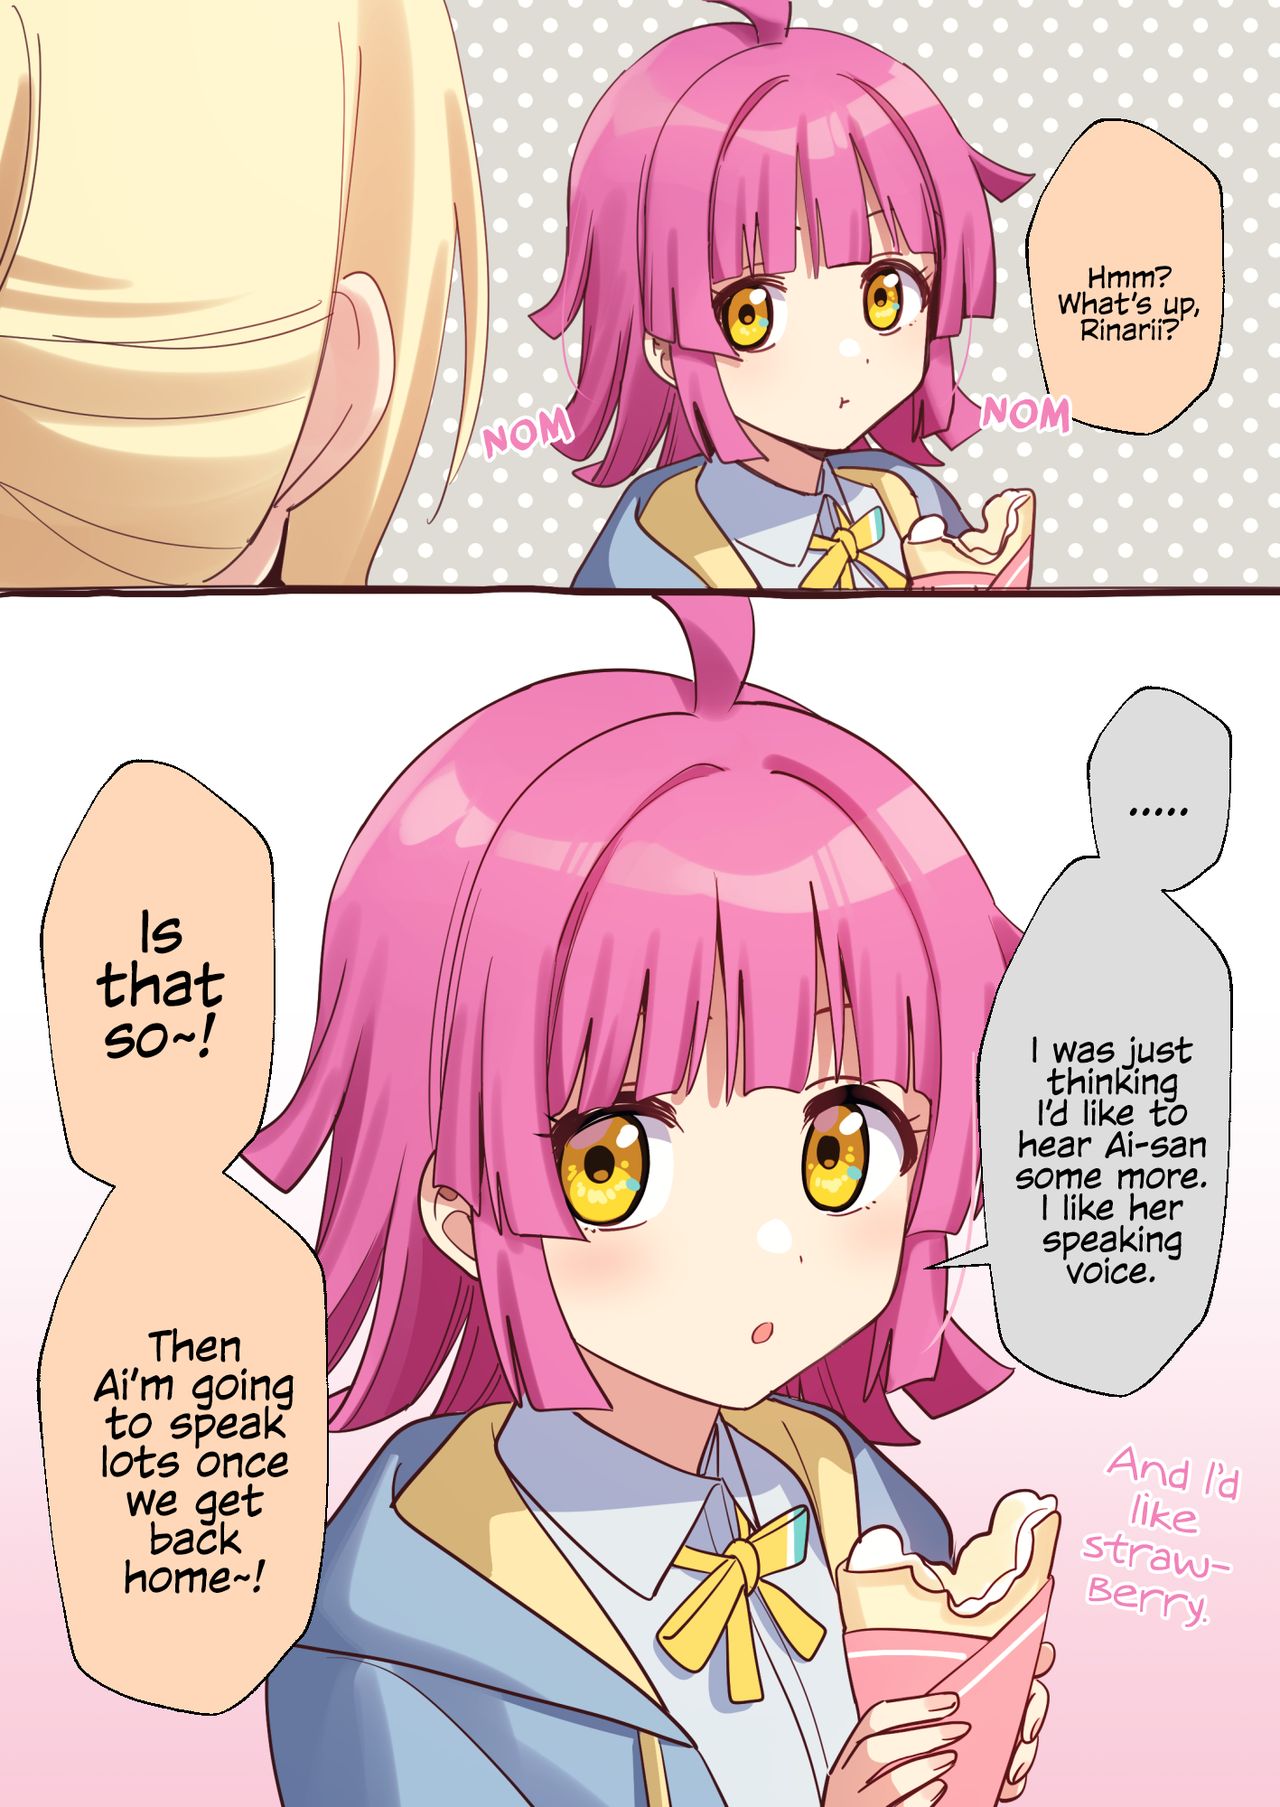 Hmm?
What's up,
Rinarii?
NOM
NOM
.....
I was just
thinking
I'd like to
hear Ai-san
some more.
I like her
speaking
voice.
Is
that
so~!
Then
Ai'm going
to speak
lots once
we get
back
home~!
And I'd
like
straw-
Berry.